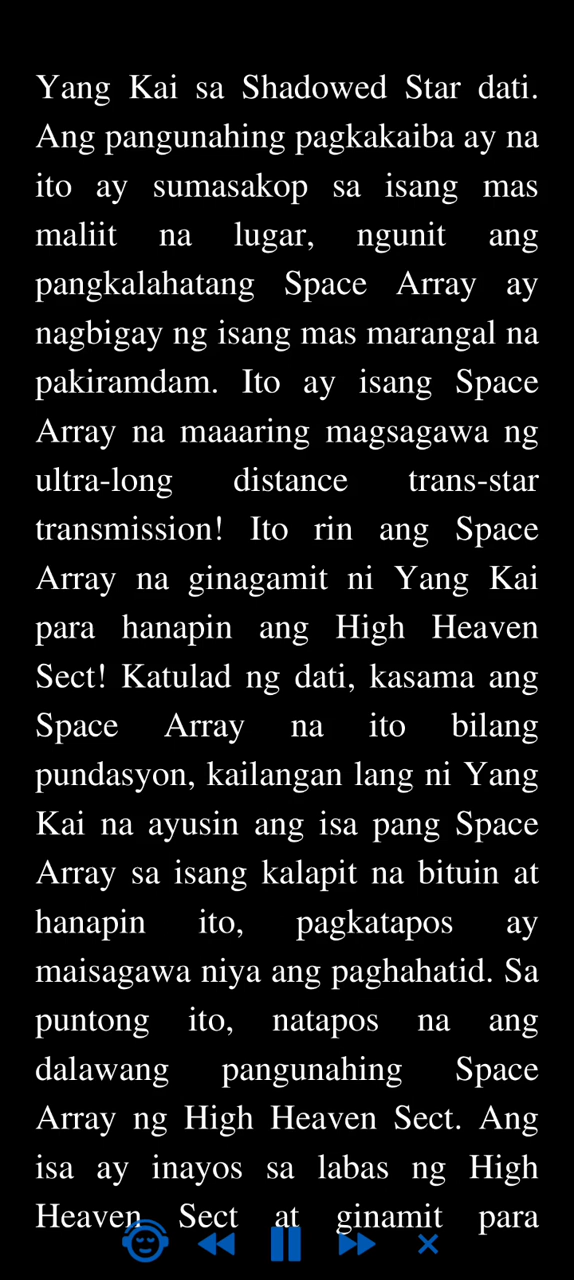 Yang Kai sa Shadowed Star dati.
Ang pangunahing pagkakaiba ay na
ito ay sumasakop sa isang mas
maliit na lugar, ngunit ang
pangkalahatang Space Array ay
nagbigay ng isang mas marangal na
pakiramdam. Ito ay isang Space
Array na maaaring magsagawa ng
ultra-long distance trans-star
transmission! Ito rin ang Space
Array na ginagamit ni Yang Kai
para hanapin ang High Heaven
Sect! Katulad ng dati, kasama ang
Space Array na ito bilang
pundasyon, kailangan lang ni Yang
Kai na ayusin ang isa pang Space
Array sa isang kalapit na bituin at
hanapin ito, pagkatapos ay
maisagawa niya ang paghahatid. Sa
puntong ito, natapos na ang
dalawang pangunahing Space
Array ng High Heaven Sect. Ang
isa ay inayos sa labas ng High
Heaven Sect at ginamit para